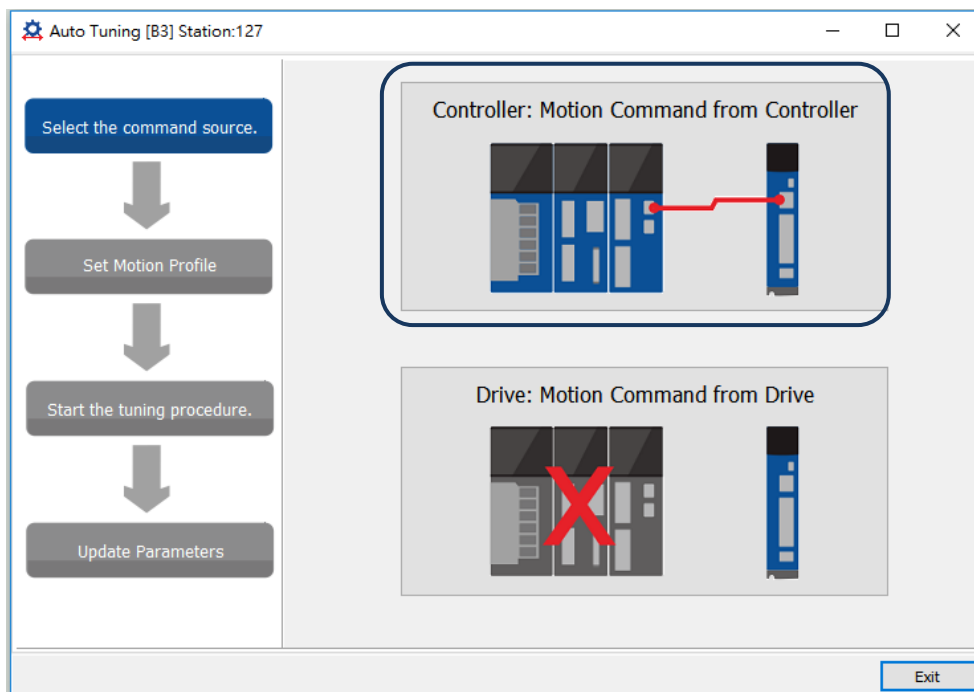 Auto Tuning [B3] Station:127
Select the command source.
Set Motion Profile
Start the tuning procedure.
Update Parameters
Controller: Motion Command from Controller
Drive: Motion Command from Drive
Exit